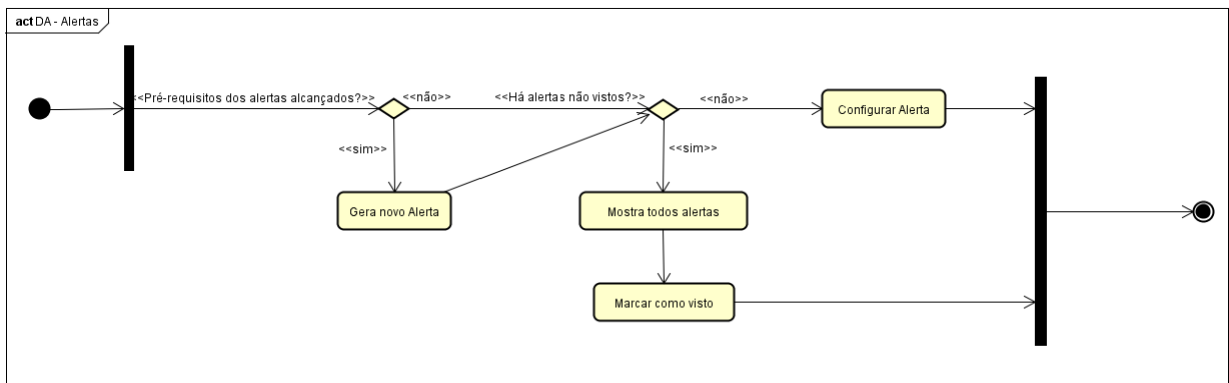 act DA - Alertas
<<Pré-requisitos dos alertas alcançados?>>
<<não>>
<<Há alertas não vistos?>>
<<não>>
Configurar Alerta
<<sim>>
<<sim>>
Gera novo Alerta
Mostra todos alertas
Marcar como visto